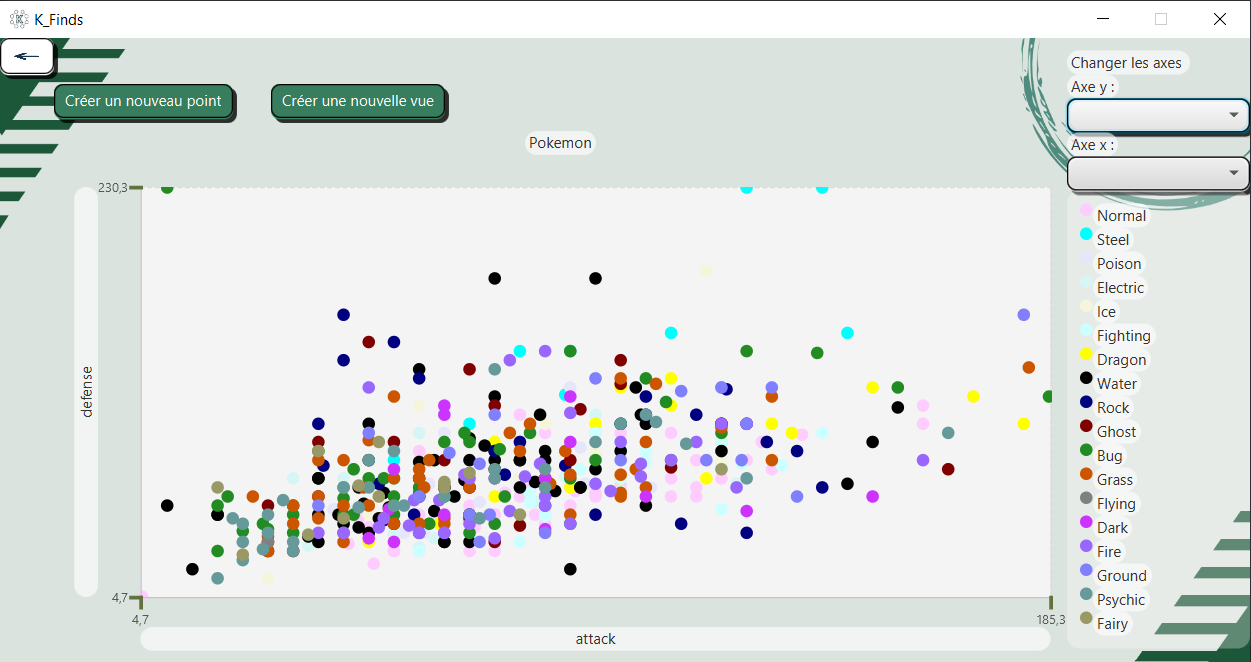 K_Finds
Changer les axes
Axe y :
Créer un nouveau point
Créer une nouvelle vue
Pokemon
Axe x :
230,3
defense
4,7
4,7
185,3
attack
Normal
Steel
Poison
Electric
Ice
Fighting
Dragon
Water
Rock
Ghost
Bug
Grass
Flying
Dark
Fire
Ground
Psychic
Fairy